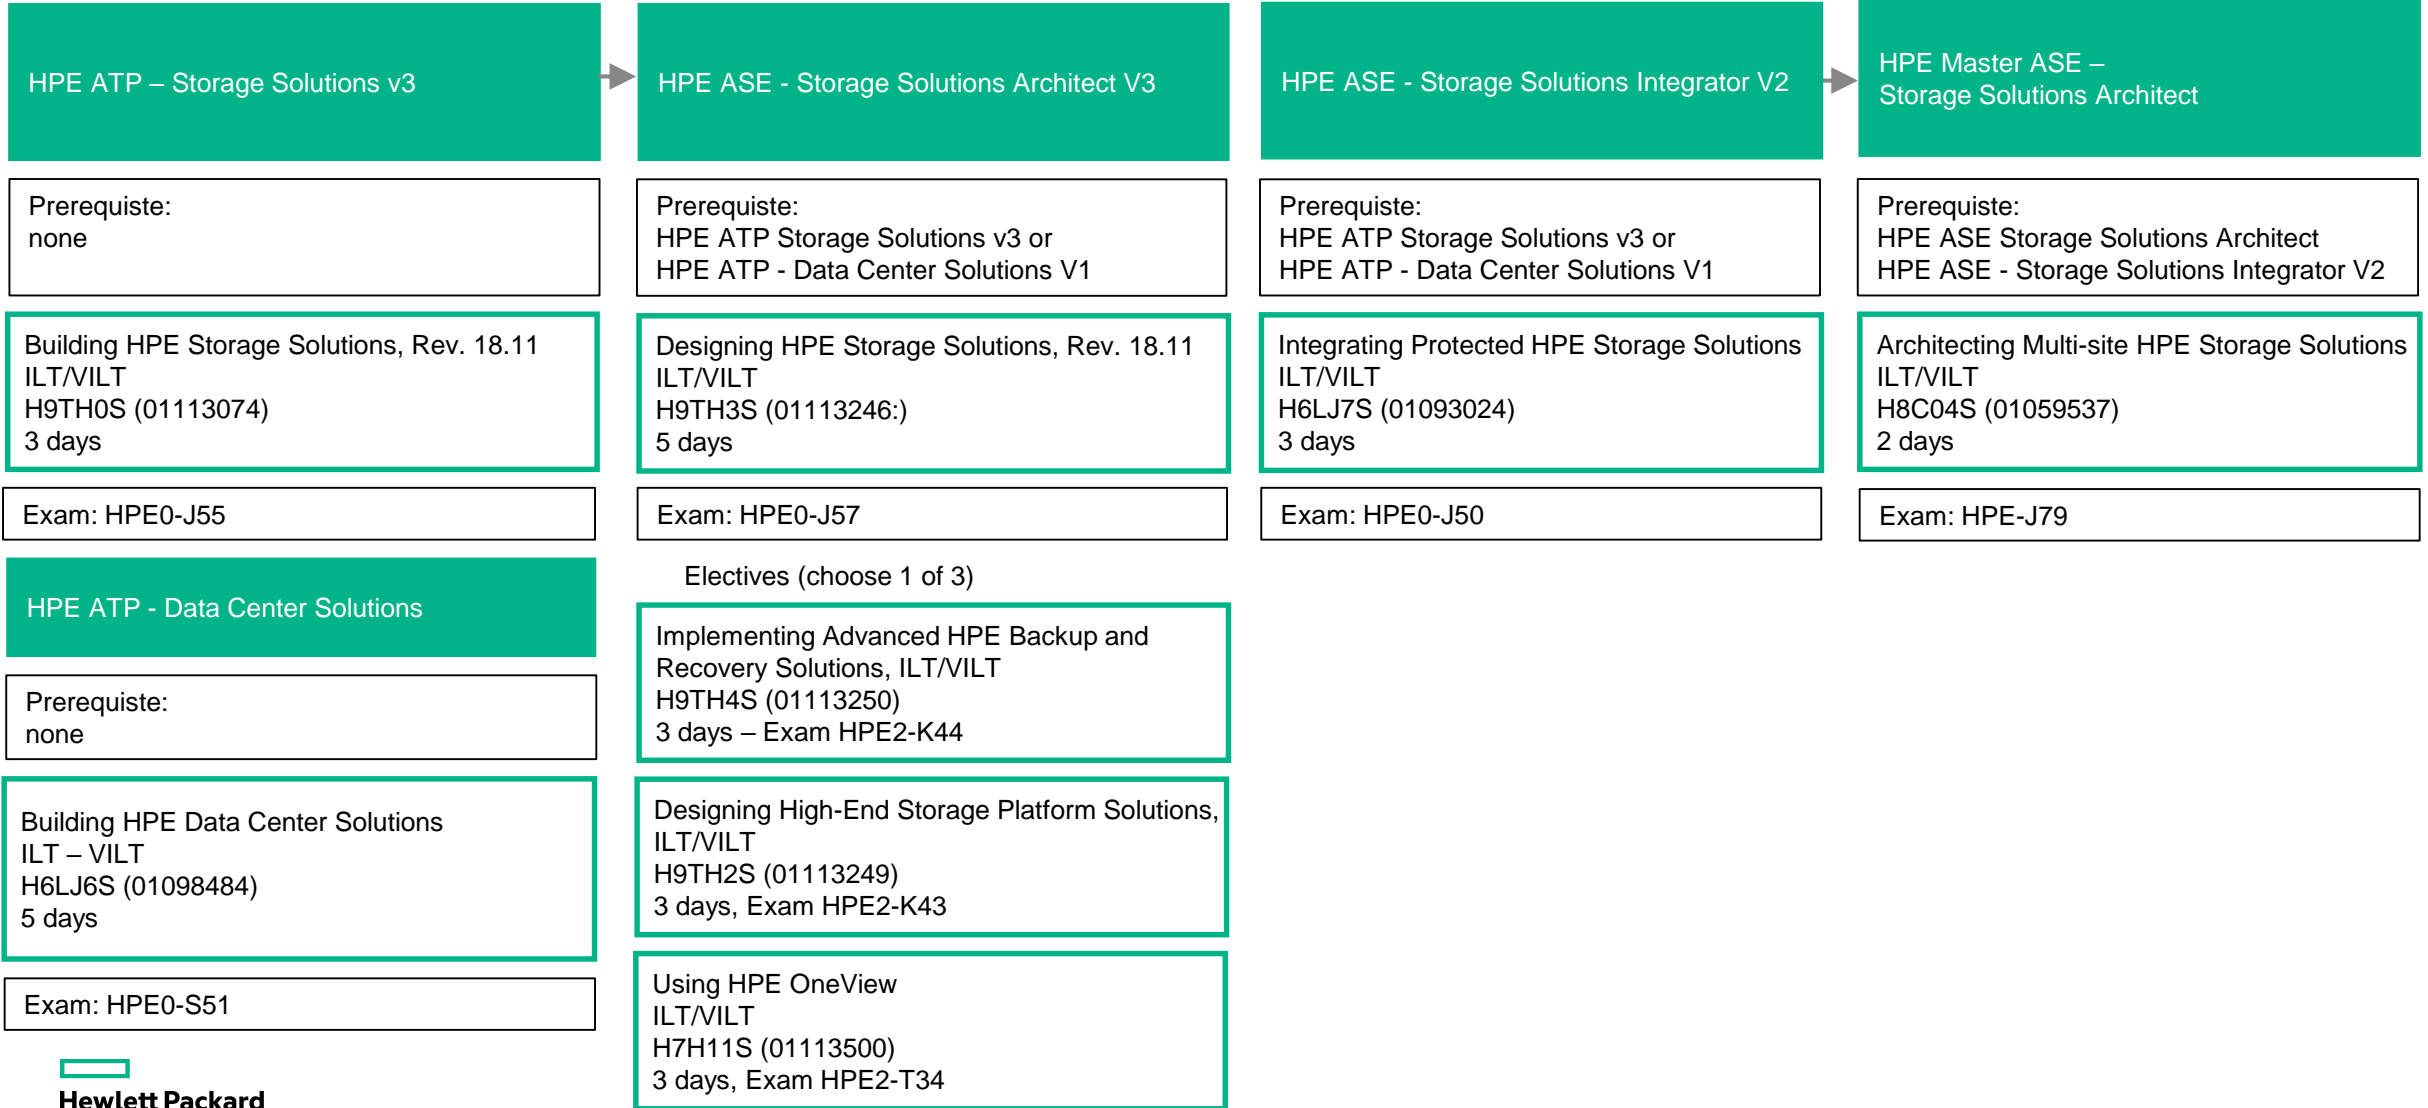 HPE ATP – Storage Solutions v3
Prerequiste:
none
Building HPE Storage Solutions, Rev. 18.11
ILT/VILT
H9TH0S (01113074)
3 days
Exam: HPE0-J55
HPE ATP - Data Center Solutions
Prerequiste:
none
Building HPE Data Center Solutions
ILT – VILT
H6LJ6S (01098484)
5 days
Exam: HPE0-S51
Hewlett Packard
HPE ASE - Storage Solutions Architect V3
Prerequiste:
HPE ATP Storage Solutions v3 or
HPE ATP - Data Center Solutions V1
Designing HPE Storage Solutions, Rev. 18.11
ILT/VILT
H9TH3S (01113246:)
5 days
Exam: HPE0-J57
Electives (choose 1 of 3)
Implementing Advanced HPE Backup and
Recovery Solutions, ILT/VILT
H9TH4S (01113250)
3 days – Exam HPE2-K44
Designing High-End Storage Platform Solutions,
ILT/VILT
H9TH2S (01113249)
3 days, Exam HPE2-K43
Using HPE OneView
ILT/VILT
H7H11S (01113500)
3 days, Exam HPE2-T34
HPE ASE - Storage Solutions Integrator V2
Prerequiste:
HPE ATP Storage Solutions v3 or
HPE ATP - Data Center Solutions V1
Integrating Protected HPE Storage Solutions
ILT/VILT
H6LJ7S (01093024)
3 days
Exam: HPE0-J50
HPE Master ASE –
Storage Solutions Architect
Prerequiste:
HPE ASE Storage Solutions Architect
HPE ASE - Storage Solutions Integrator V2
Architecting Multi-site HPE Storage Solutions
ILT/VILT
H8C04S (01059537)
2 days
Exam: HPE-J79